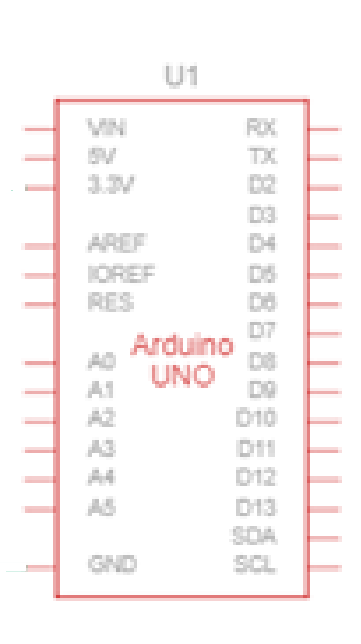 U1
VIN RX
5V TX
3.3V D2
D3
AREF D4
IOREF D5
RES D6
D7
Arduino
A0 D8
UNO
A1 D9
A2 D10
A3 D11
A4 D12
A5 D13
SDA
GND SCL